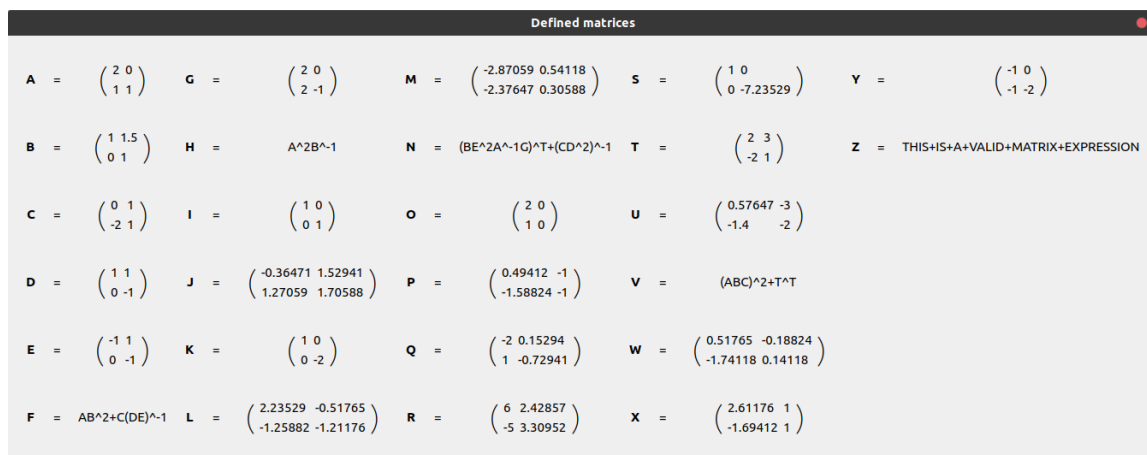 Defined matrices
A = ( 2 0 G = ( 2 0 M = ( -2.87059 0.54118 S = ( 1 0 Y = ( -1 0
1 1 ) 2 -1 ) -2.37647 0.30588 ) 0 -7.23529 ) -1 -2 )
B = ( 1 1.5 H = A^2B^-1 N = (BE^2A^-1G)^T+(CD^2)^-1 T = ( 2 3 Z = THIS+IS+A+VALID+MATRIX+EXPRESSION
0 1 ) -2 1 )
C = ( 0 1 I = ( 1 0 O = ( 2 0 U = ( 0.57647 -3
-2 1 ) 0 1 ) 1 0 ) -1.4 -2 )
D = ( 1 1 J = ( -0.36471 1.52941 P = ( 0.49412 -1 V = (ABC)^2+T^T
0 -1 ) 1.27059 1.70588 ) -1.58824 -1 )
E = ( -1 1 K = ( 1 0 Q = ( -2 0.15294 W = ( 0.51765 -0.18824
0 -1 ) 0 -2 ) 1 -0.72941 ) -1.74118 0.14118 )
F = AB^2+C(DE)^-1 L = ( 2.23529 -0.51765 R = ( 6 2.42857 X = ( 2.61176 1
-1.25882 -1.21176 ) -5 3.30952 ) -1.69412 1 )